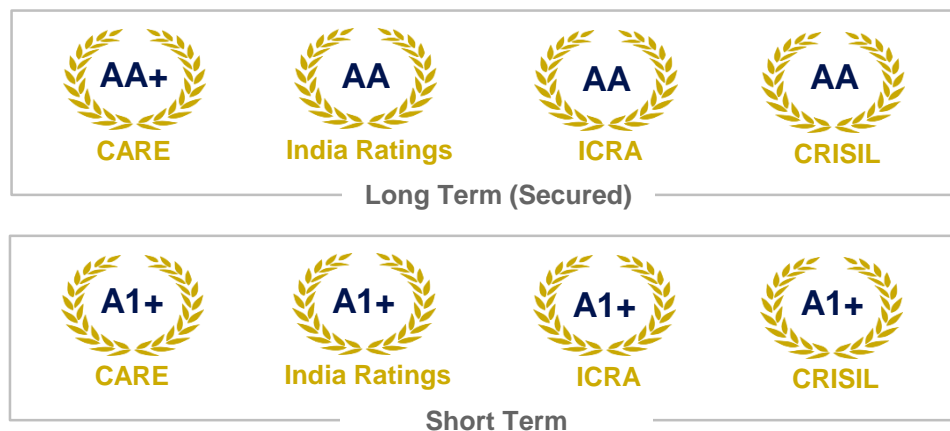 AA+ AA AA AA
CARE India Ratings ICRA CRISIL
Long Term (Secured)
A1+ A1+ A1+ A1+
CARE India Ratings ICRA CRISIL
Short Term